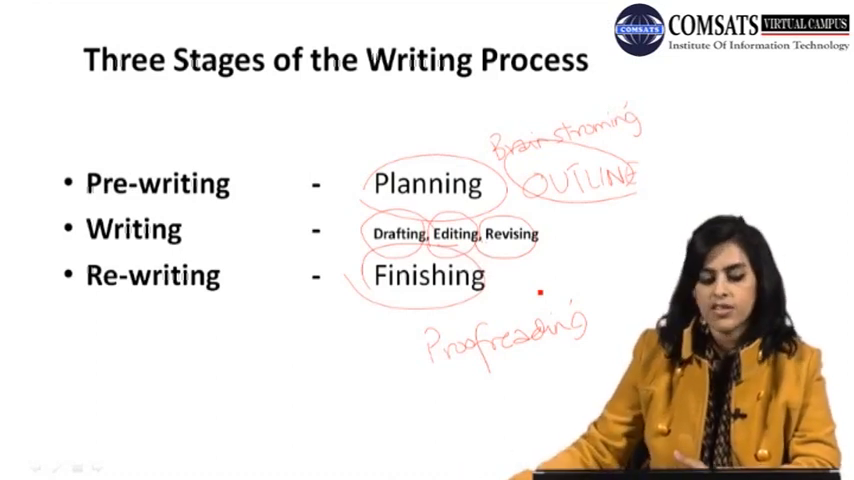 COMSATS VIRTUAL CAMPUS
Institute Of Information Technology
COMSATS
Three Stages of the Writing Process
Brainstroming
• Pre-writing - Planning OUTLINE
• Writing - Drafting, Editing, Revising
• Re-writing - Finishing
Proofreading